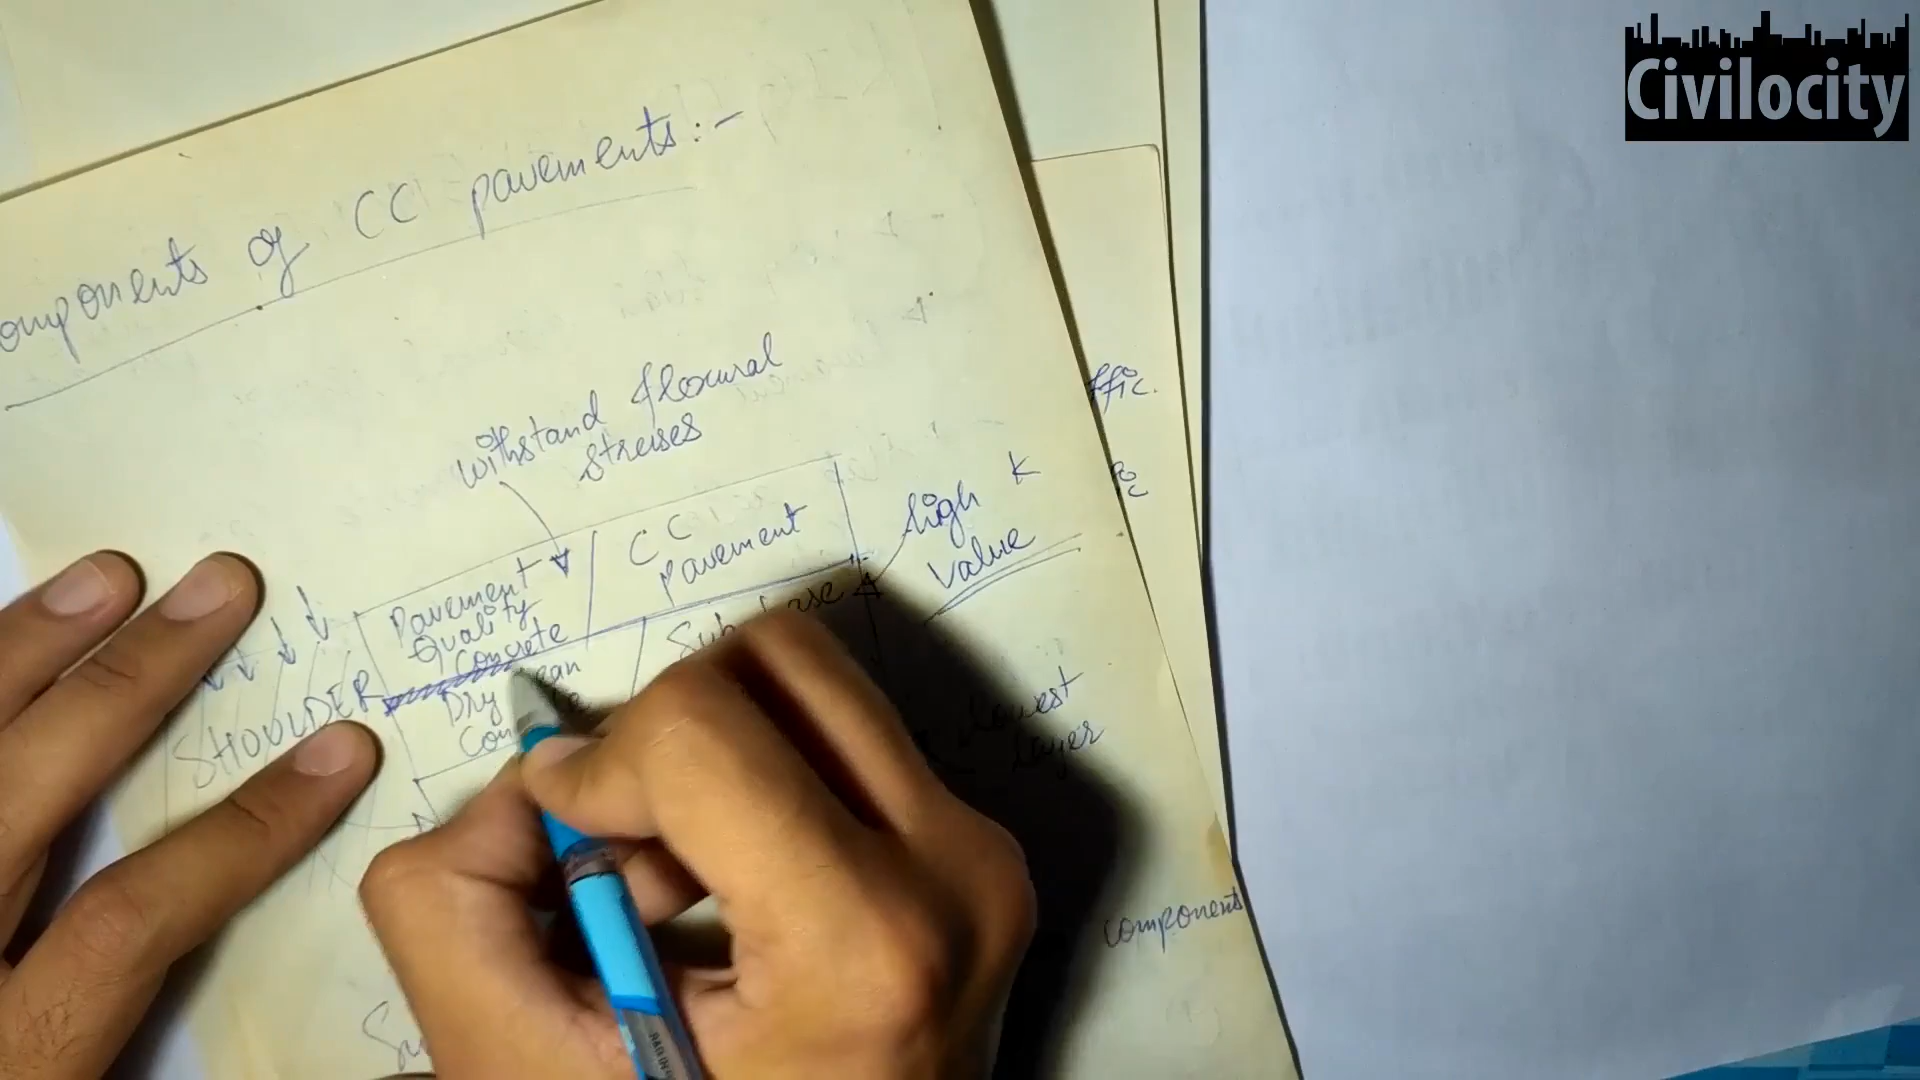 Civilocity
omponents of CC pavements:-
withstand flexural
stresses
high K
value
CC
pavement
Pavement
Quality
Concrete
SHOULDER
Dry
lowest
layer
components